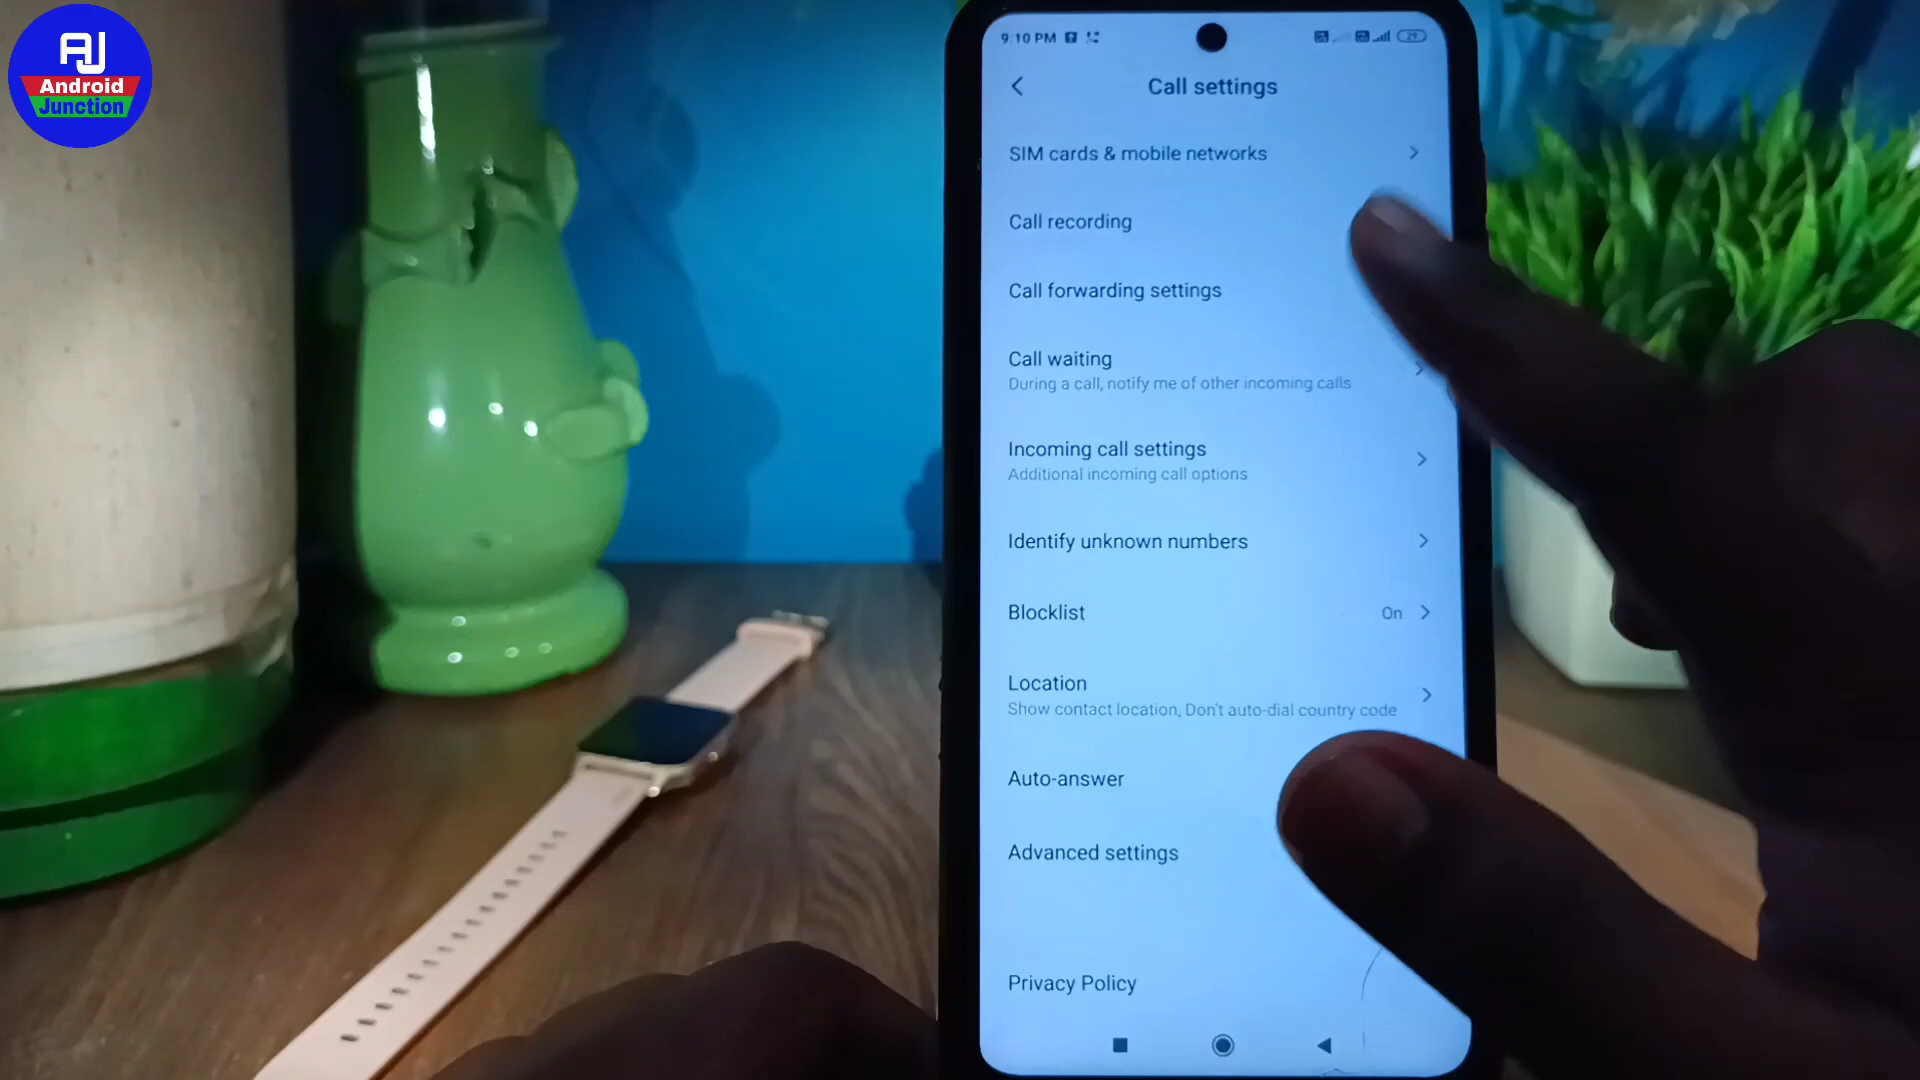 AJ
Android
Junction
9:10 PM
29
Call settings
SIM cards & mobile networks
Call recording
Call forwarding settings
Call waiting
During a call, notify me of other incoming calls
Incoming call settings
Additional incoming call options
Identify unknown numbers
Blocklist On
Location
Show contact location, Don't auto-dial country code
Auto-answer
Advanced settings
Privacy Policy